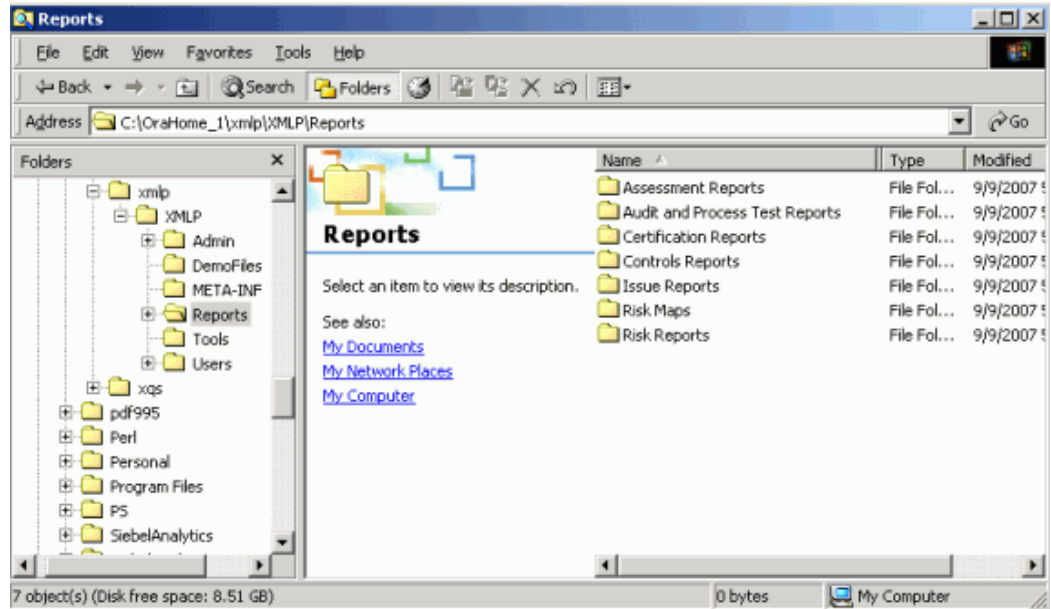 Reports
File Edit View Favorites Tools Help
Back Search Folders
Address C:\OraHome_1\xmlp\XMLP\Reports Go
Folders
xmlp
XMLP
Admin
DemoFiles
META-INF
Reports
Tools
Users
xqs
pdf995
Perl
Personal
Program Files
PS
SiebelAnalytics
Reports
Select an item to view its description.
See also:
My Documents
My Network Places
My Computer
Name Type Modified
Assessment Reports File Fol... 9/9/2007
Audit and Process Test Reports File Fol... 9/9/2007
Certification Reports File Fol... 9/9/2007
Controls Reports File Fol... 9/9/2007
Issue Reports File Fol... 9/9/2007
Risk Maps File Fol... 9/9/2007
Risk Reports File Fol... 9/9/2007
7 object(s) (Disk free space: 8.51 GB) 0 bytes My Computer